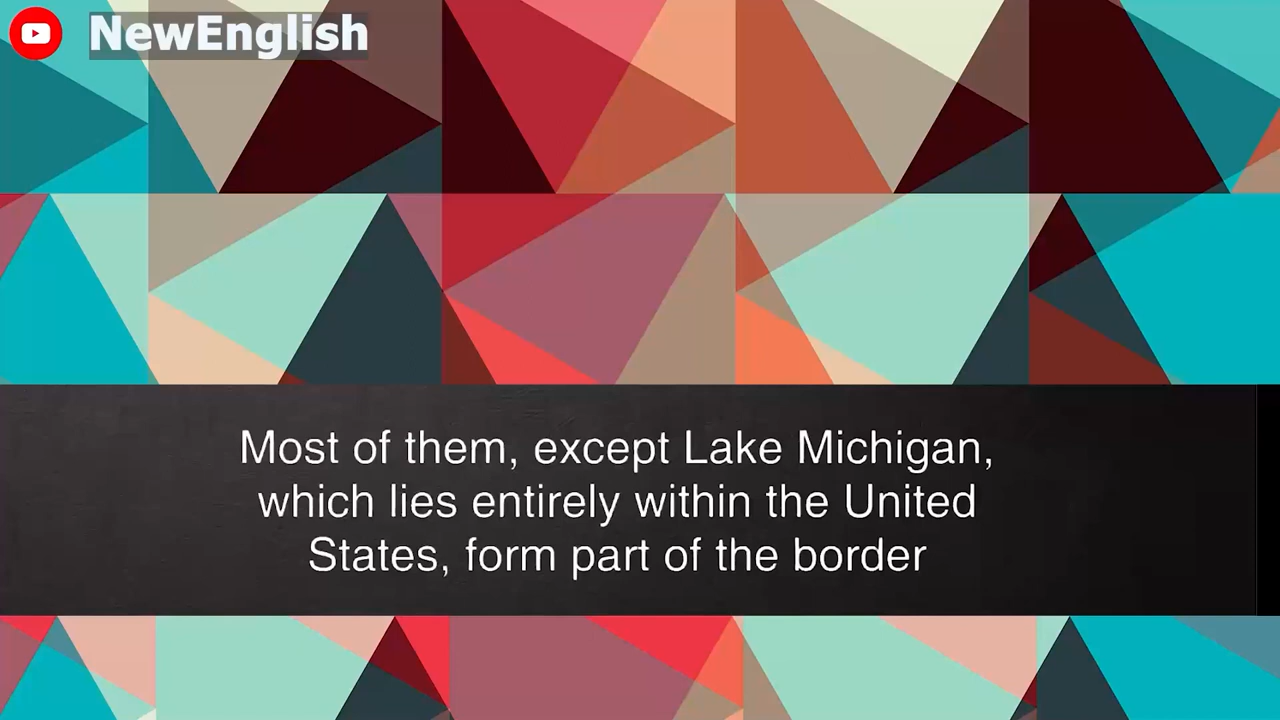 NewEnglish
Most of them, except Lake Michigan,
which lies entirely within the United
States, form part of the border